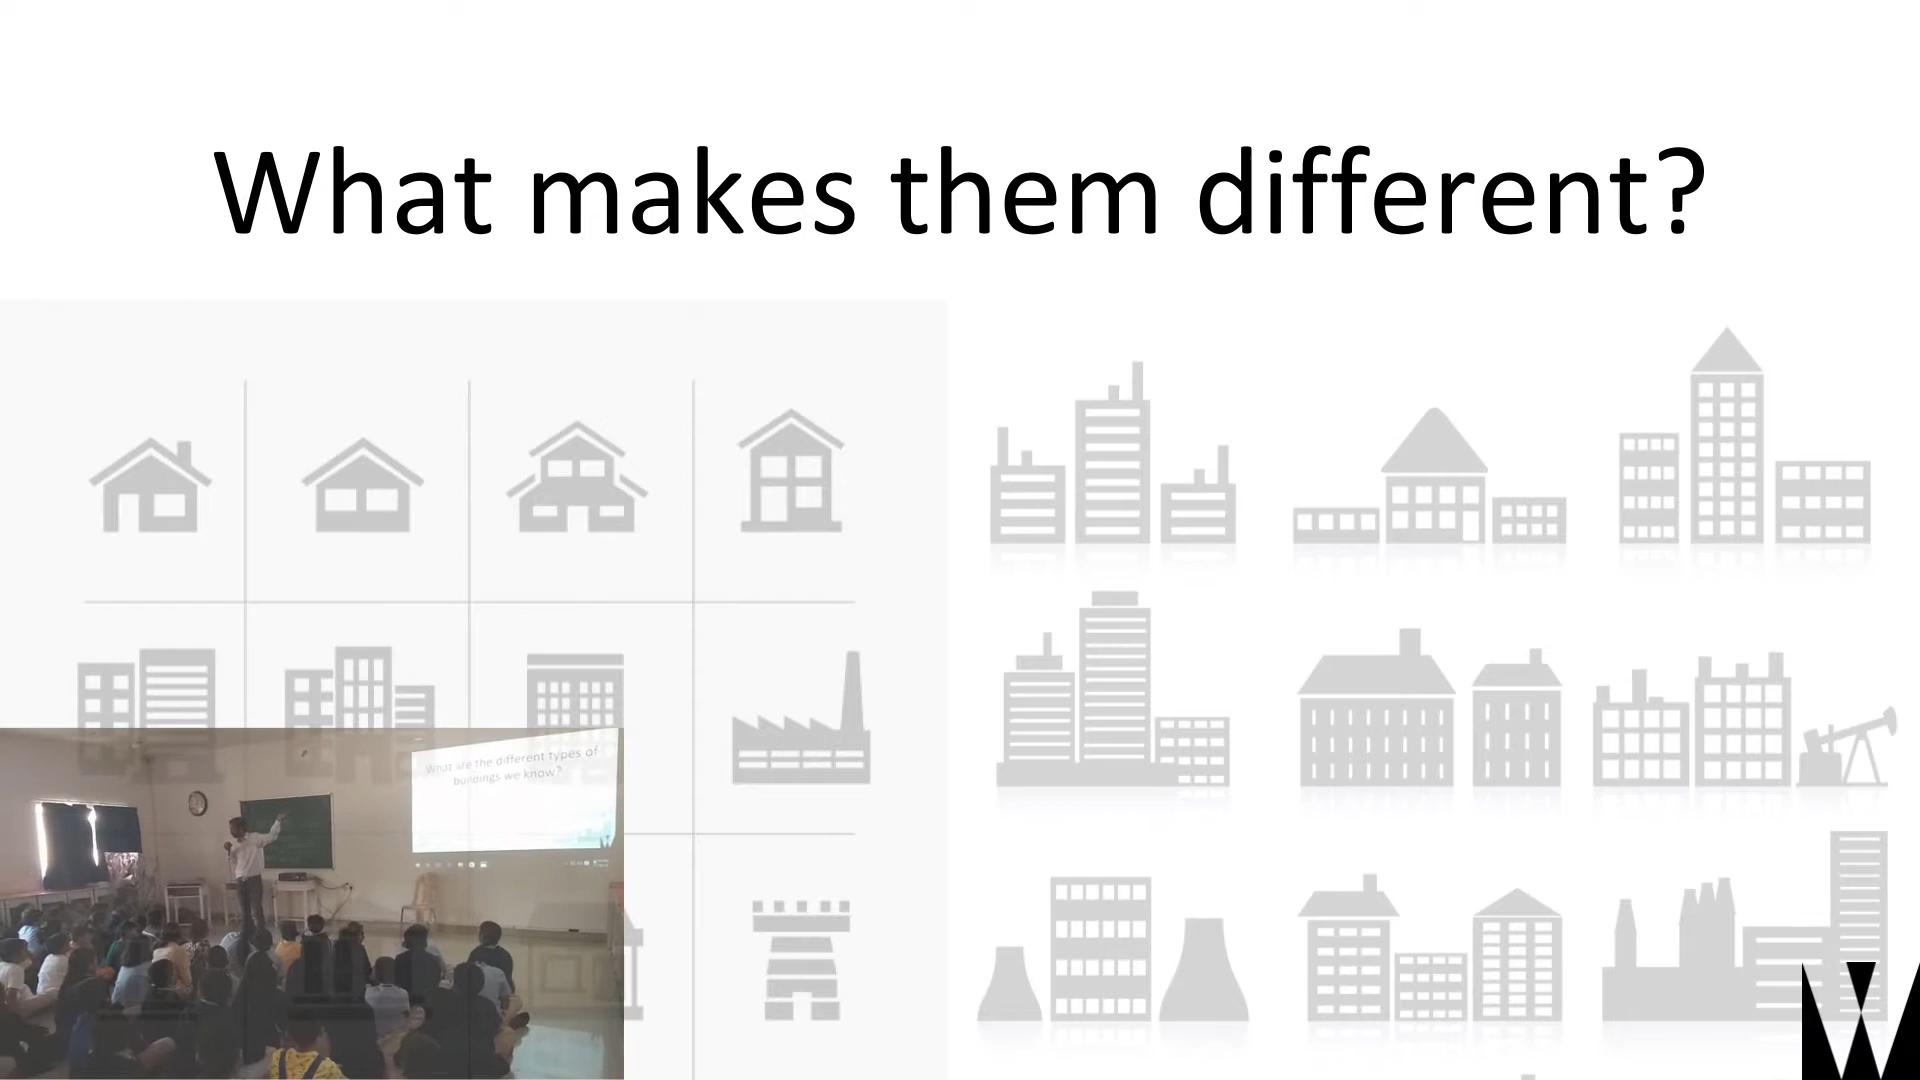 What makes them different?
What are the different types of
buildings we know?
W